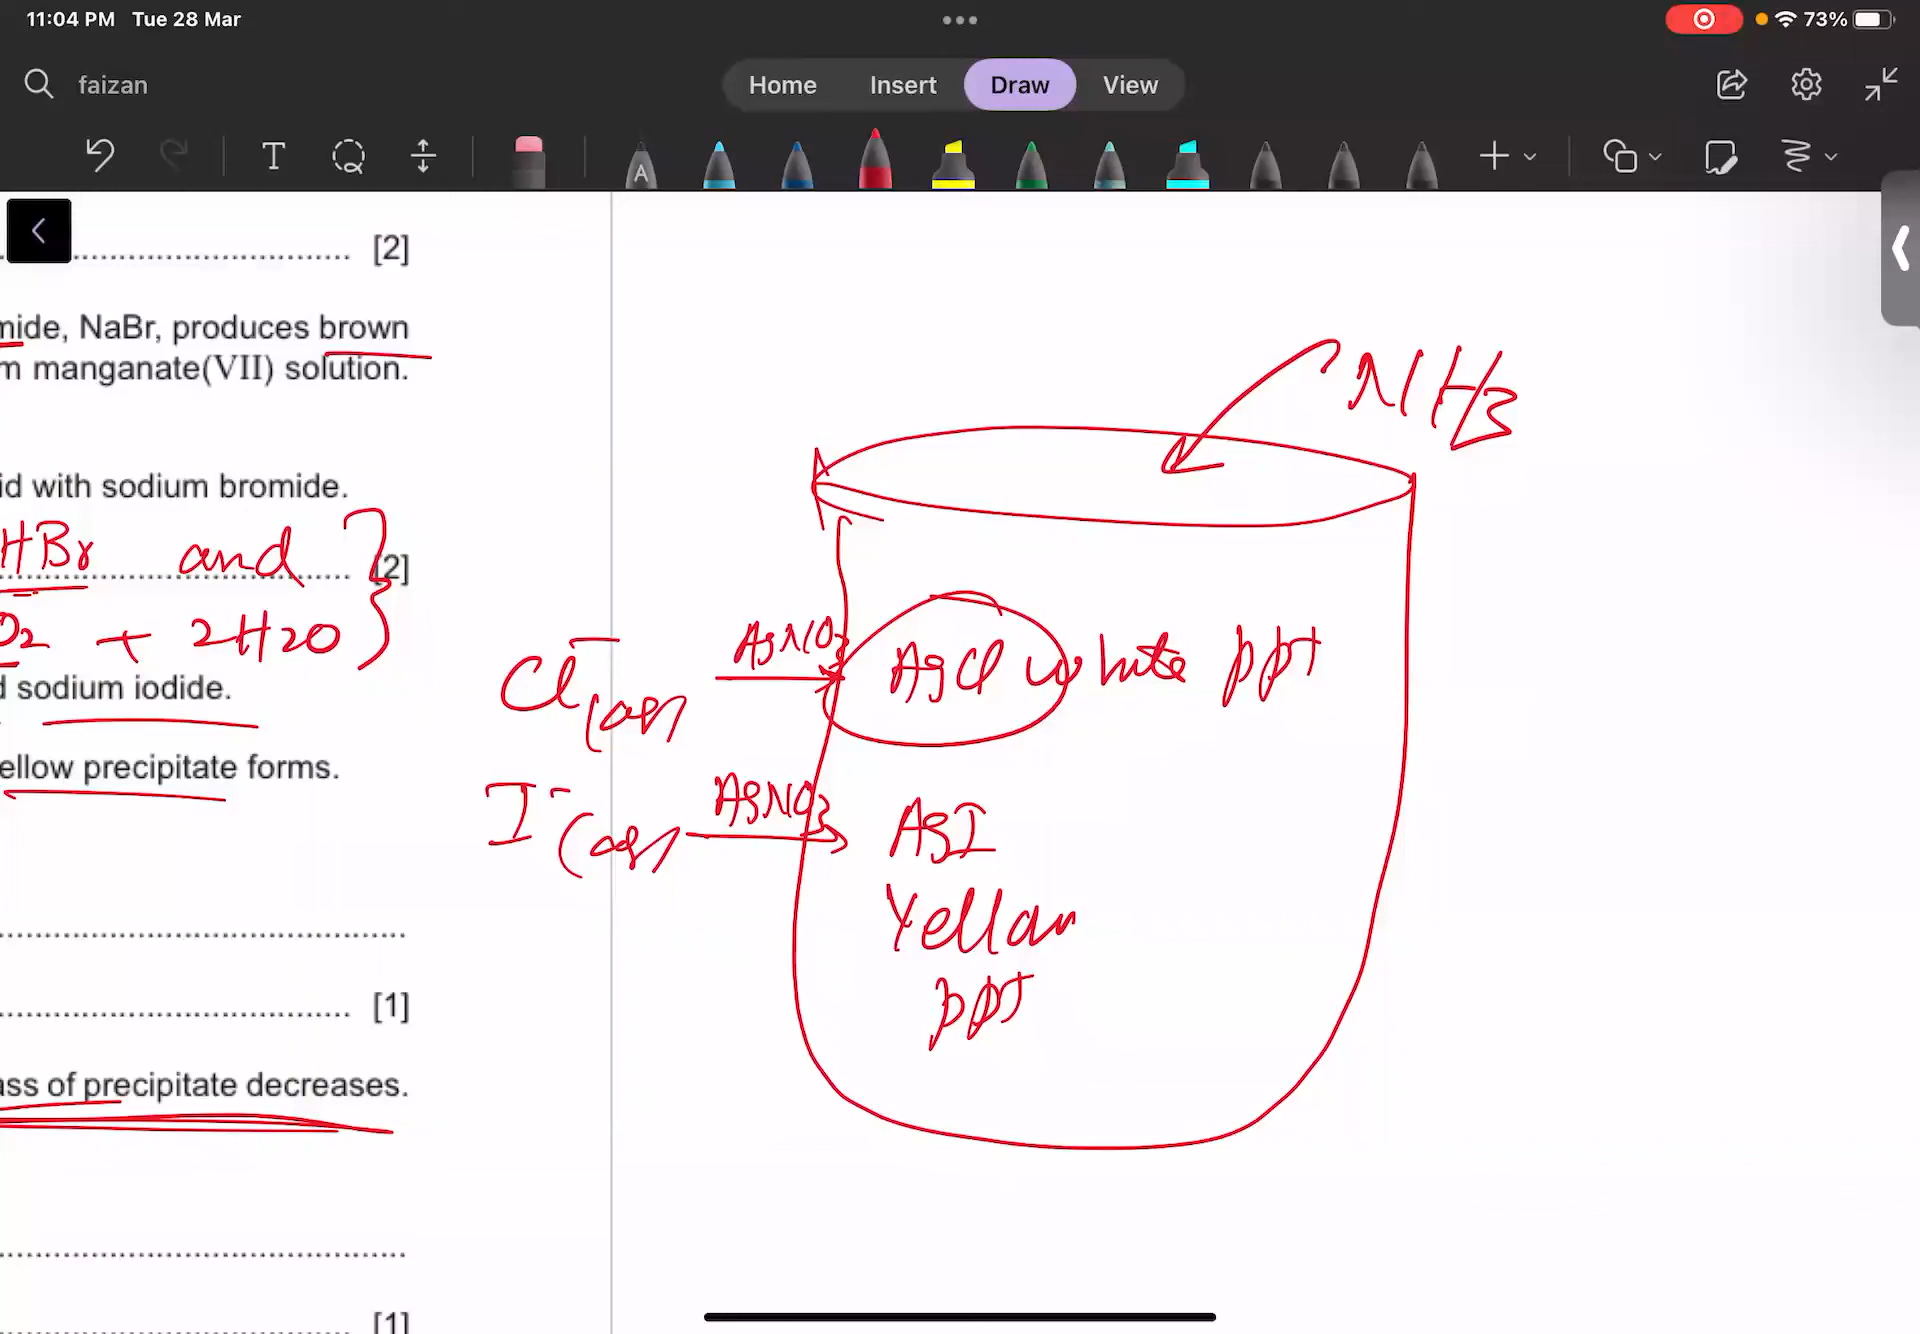 11:04 PM Tue 28 Mar
73%
faizan
Home Insert Draw View
T
A
[2]
mide, NaBr, produces brown
m manganate(VII) solution.
id with sodium bromide.
HBr and
[2]
O2 + 2H2O
d sodium iodide.
ellow precipitate forms.
[1]
ass of precipitate decreases.
[1]
NH3
Cl-(aq) AgNO3 AgCl white ppt
I-(aq) AgNO3 AgI
Yellow
ppt